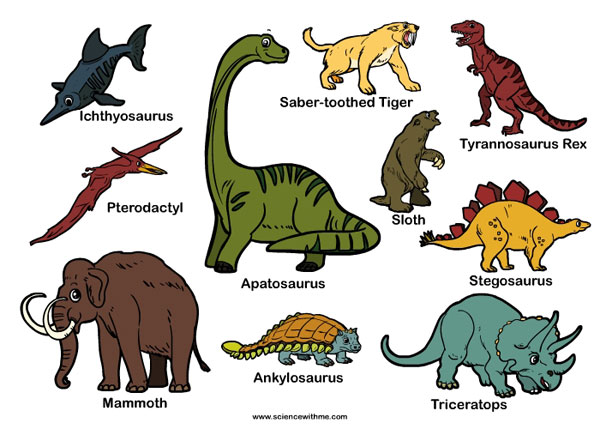 Ichthyosaurus
Saber-toothed Tiger
Tyrannosaurus Rex
Pterodactyl
Sloth
Apatosaurus
Stegosaurus
Ankylosaurus
Mammoth
Triceratops
www.sciencewithme.com